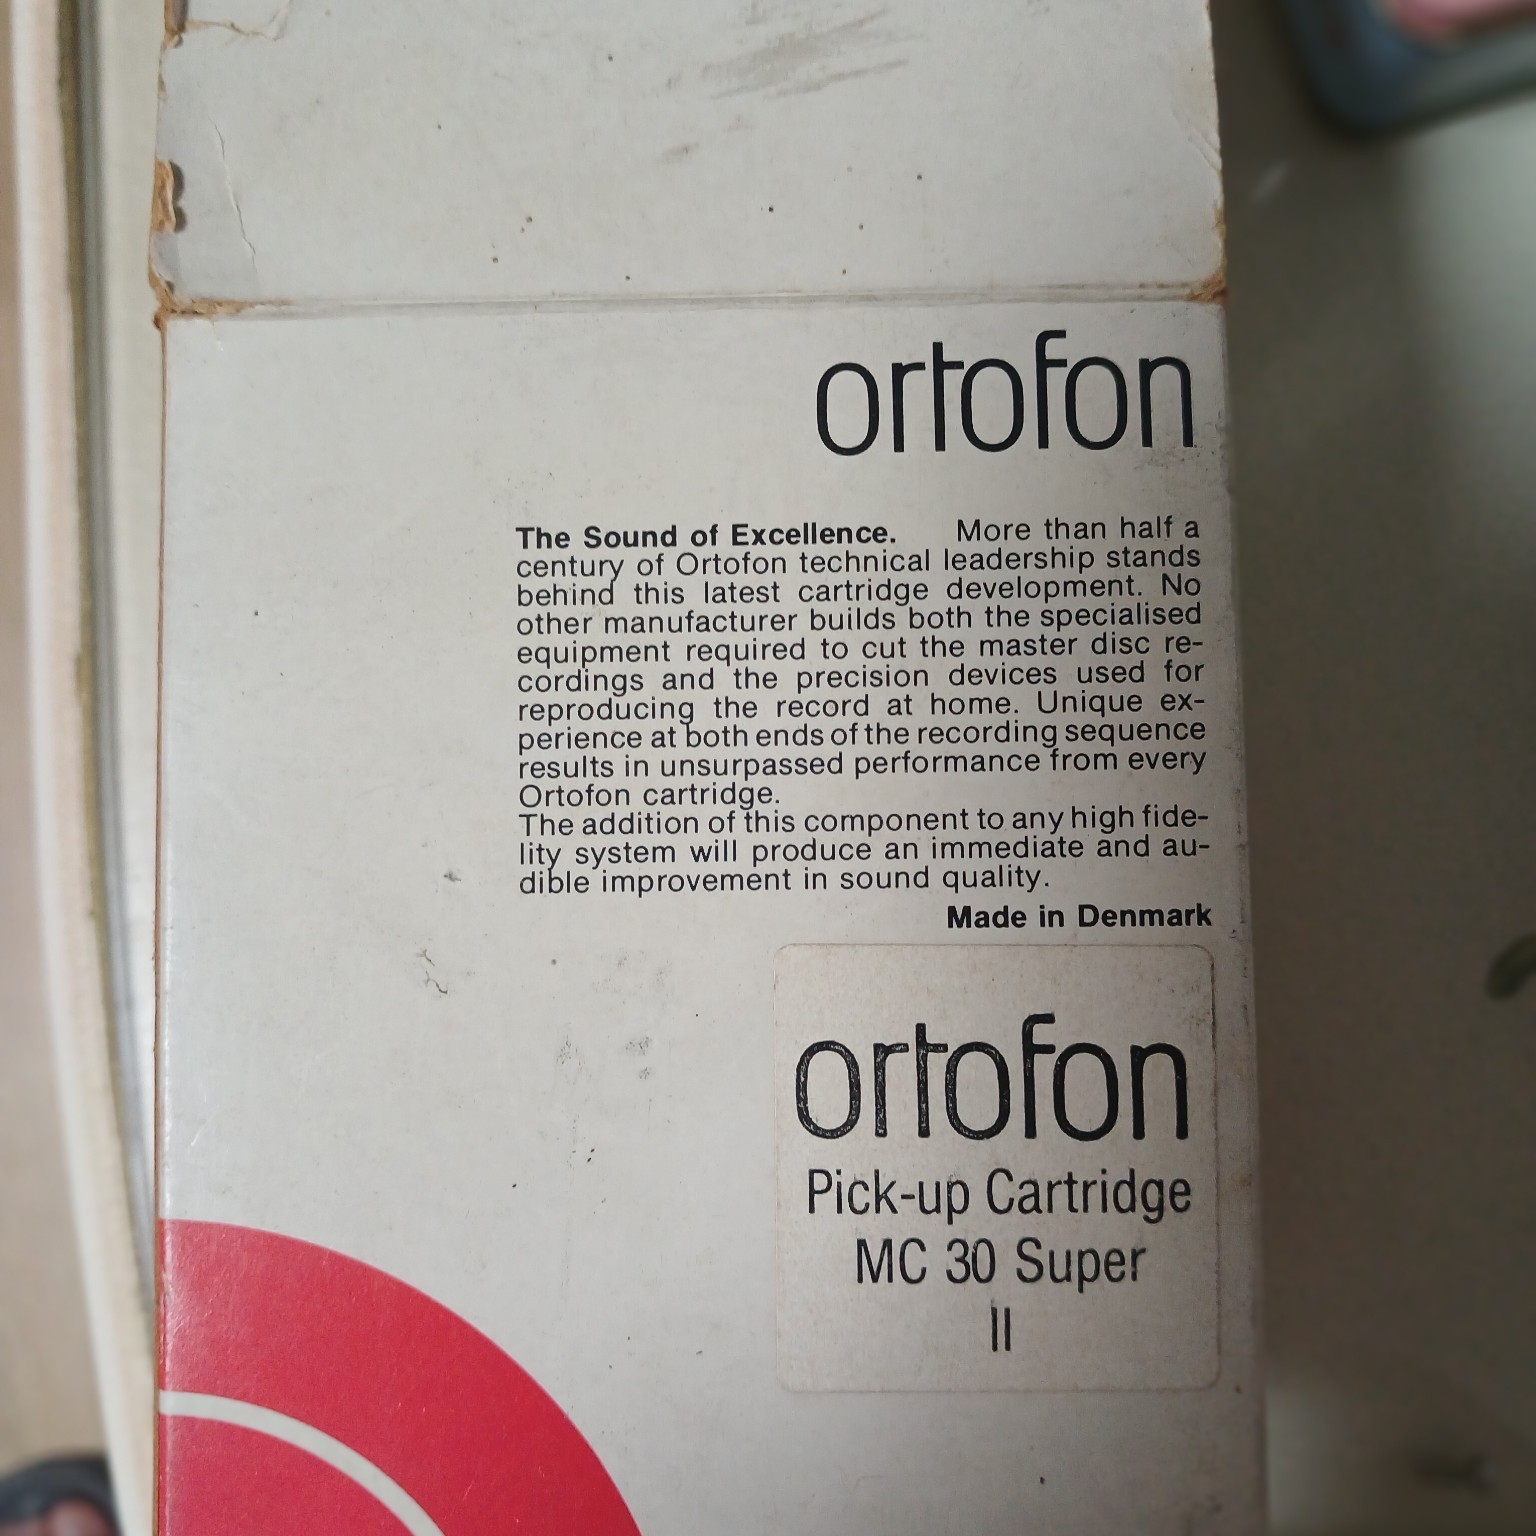 ortofon
The Sound of Excellence. More than half a
century of Ortofon technical leadership stands
behind this latest cartridge development. No
other manufacturer builds both the specialised
equipment required to cut the master disc re-
cordings and the precision devices used for
reproducing the record at home. Unique ex-
perience at both ends of the recording sequence
results in unsurpassed performance from every
Ortofon cartridge.
The addition of this component to any high fide-
lity system will produce an immediate and au-
dible improvement in sound quality.
Made in Denmark
ortofon
Pick-up Cartridge
MC 30 Super
II